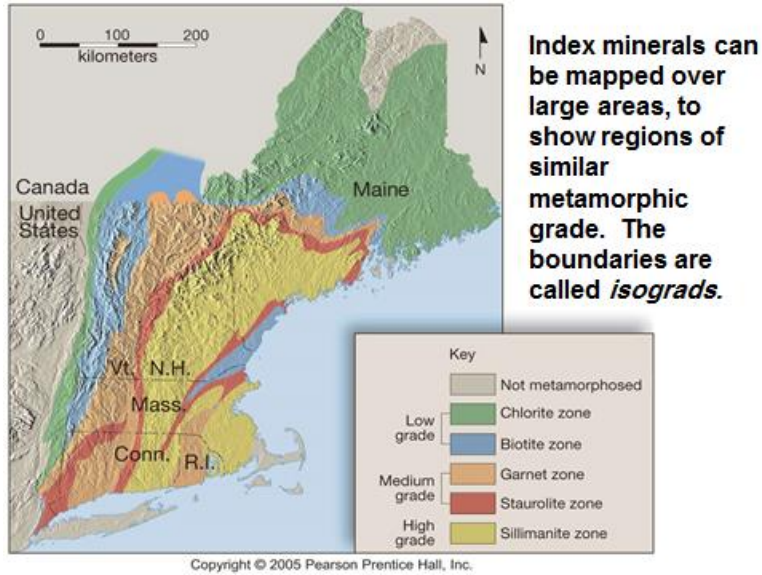 0 100 200
kilometers
N
Canada
United
States
Maine
Vt. N.H.
Mass.
Conn. R.I.
Index minerals can
be mapped over
large areas, to
show regions of
similar
metamorphic
grade. The
boundaries are
called isograds.
Key
Not metamorphosed
Low
grade
Chlorite zone
Biotite zone
Medium
grade
Garnet zone
Staurolite zone
High
grade
Sillimanite zone
Copyright © 2005 Pearson Prentice Hall, Inc.